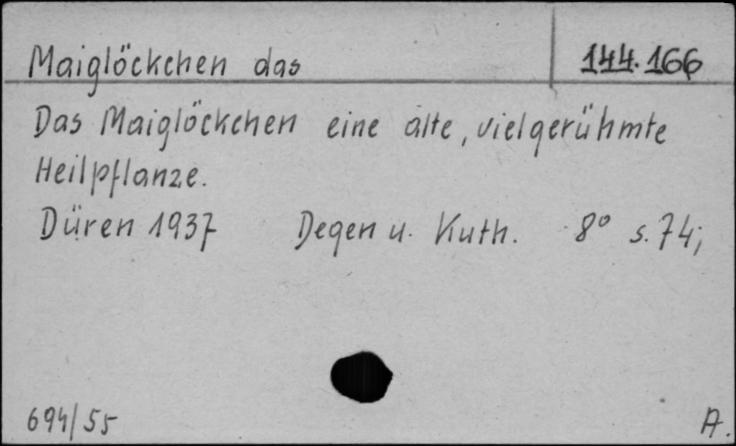 Maiglöckchen das 144.166
Das Maiglöckchen eine alte, vielgerühmte
Heilpflanze.
Düren 1937 Degen u. Kuth. 8° s. 74;
694/55 A.